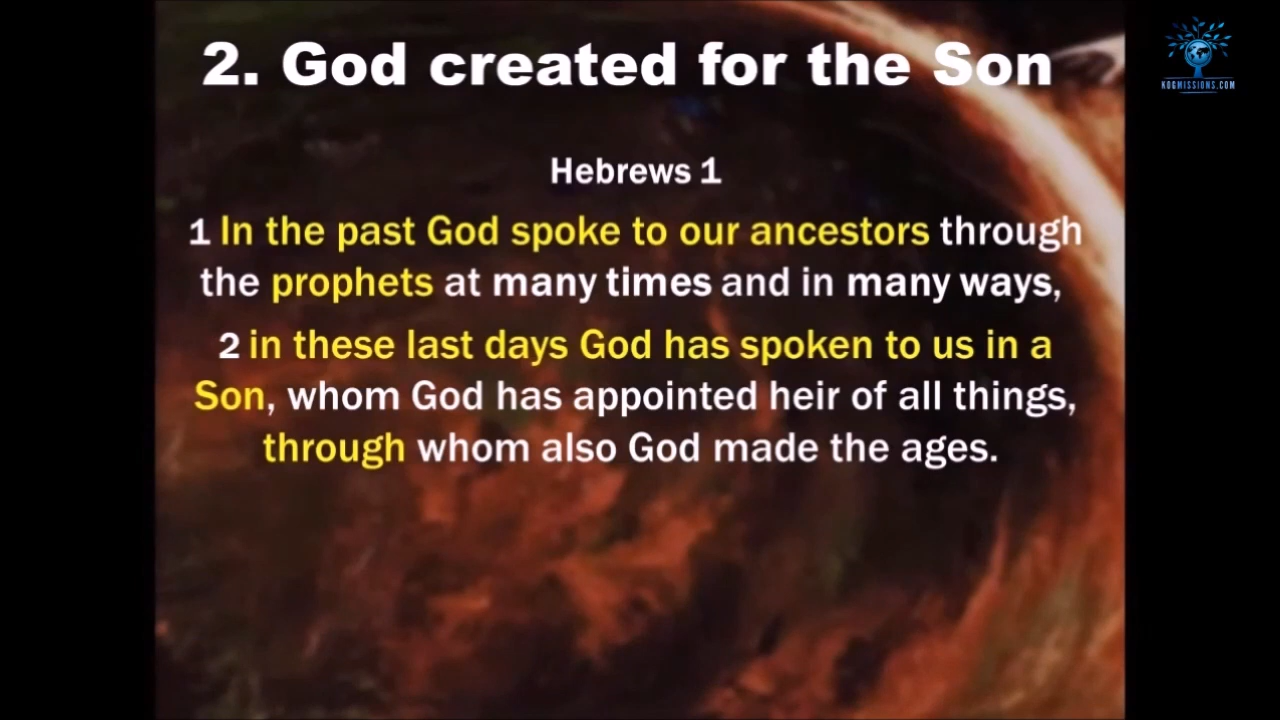 2. God created for the Son
KOGMISSIONS.COM
Hebrews 1
1 In the past God spoke to our ancestors through
the prophets at many times and in many ways,
2 in these last days God has spoken to us in a
Son, whom God has appointed heir of all things,
through whom also God made the ages.